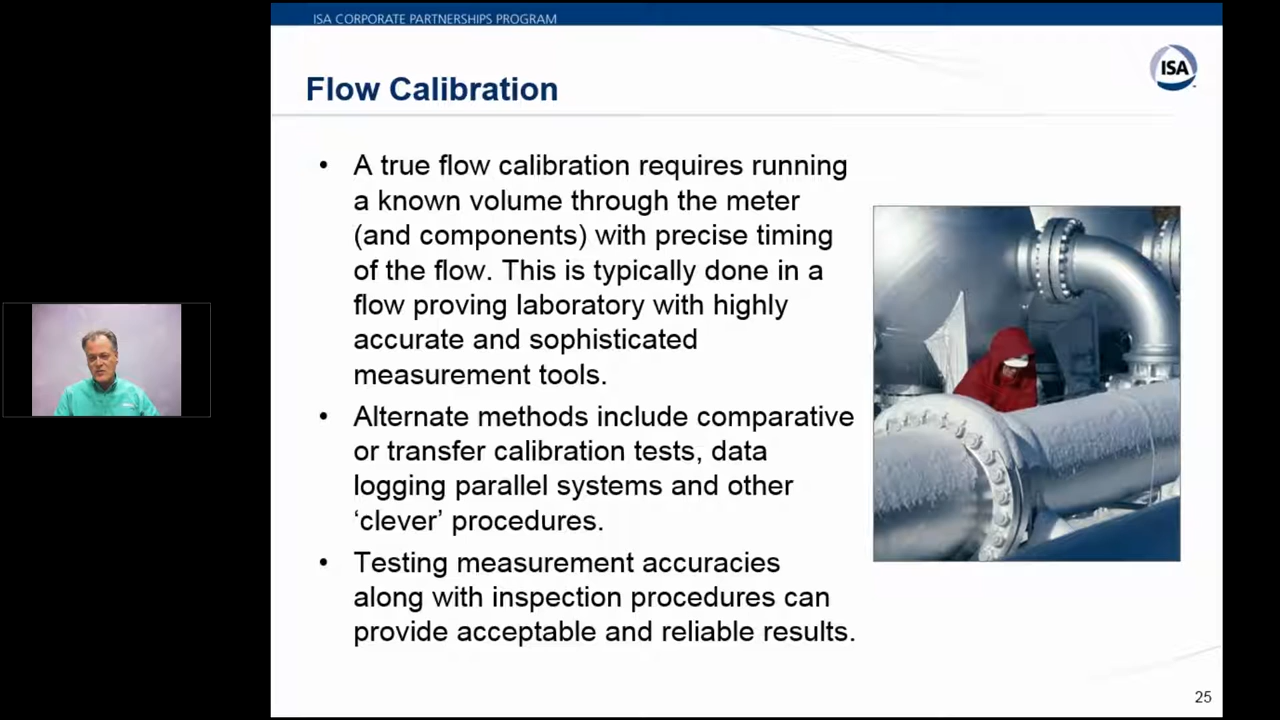 ISA CORPORATE PARTNERSHIPS PROGRAM
ISA
Flow Calibration
• A true flow calibration requires running
a known volume through the meter
(and components) with precise timing
of the flow. This is typically done in a
flow proving laboratory with highly
accurate and sophisticated
measurement tools.
• Alternate methods include comparative
or transfer calibration tests, data
logging parallel systems and other
‘clever’ procedures.
• Testing measurement accuracies
along with inspection procedures can
provide acceptable and reliable results.
25